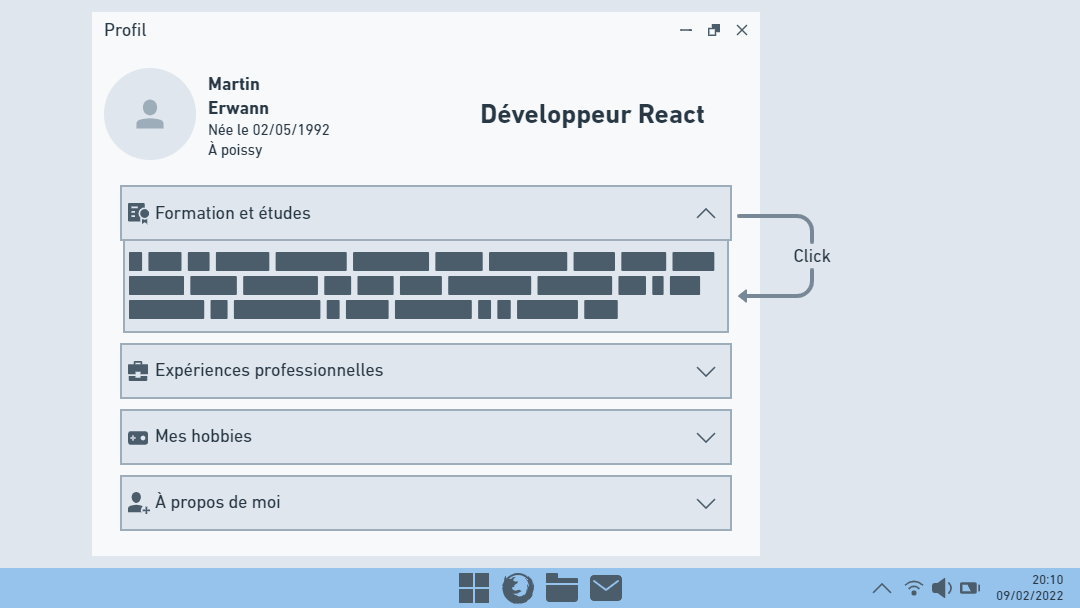 Profil
Martin
Erwann
Née le 02/05/1992
À poissy
Développeur React
Formation et études
Click
Expériences professionnelles
Mes hobbies
À propos de moi
20:10
09/02/2022